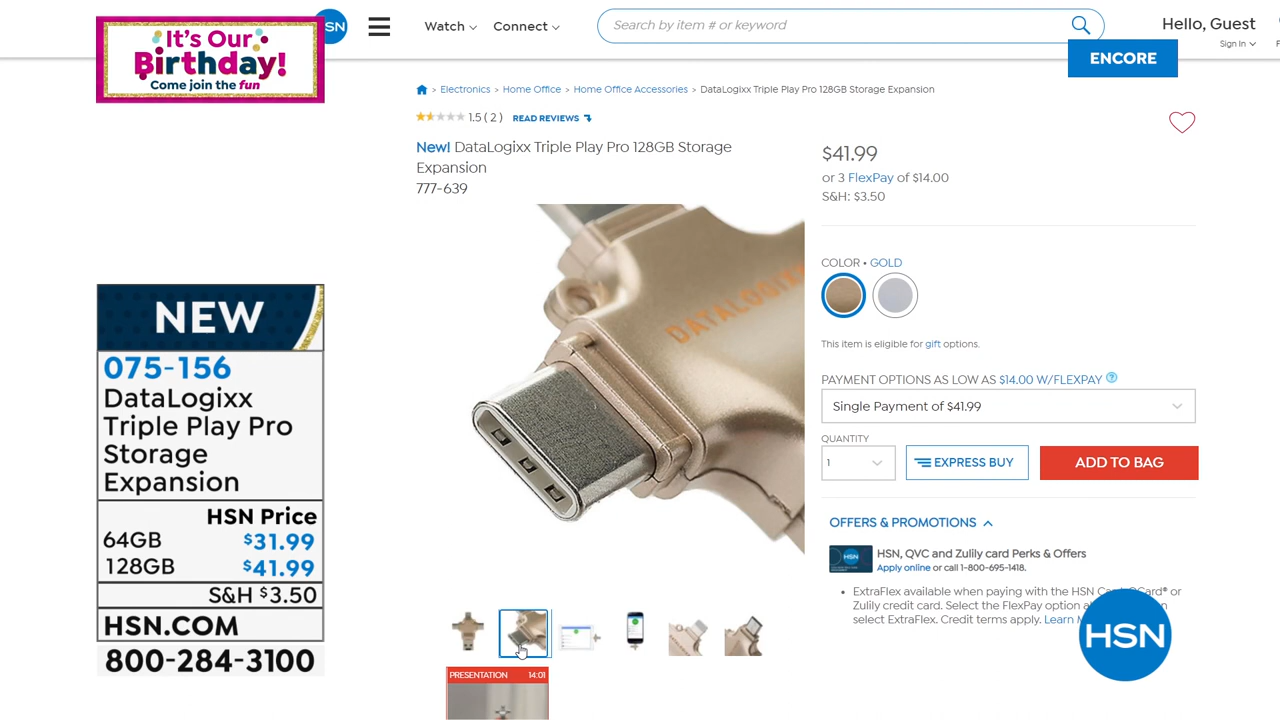 It's Our
Birthday!
Come join the fun
SN
Watch
Connect
Search by item # or keyword
Hello, Guest
Sign In
ENCORE
Electronics > Home Office > Home Office Accessories > DataLogixx Triple Play Pro 128GB Storage Expansion
1.5 ( 2 ) READ REVIEWS
New! DataLogixx Triple Play Pro 128GB Storage
Expansion
777-639
$41.99
or 3 FlexPay of $14.00
S&H: $3.50
COLOR • GOLD
This item is eligible for gift options.
PAYMENT OPTIONS AS LOW AS $14.00 W/FLEXPAY ?
Single Payment of $41.99
QUANTITY
1
EXPRESS BUY
ADD TO BAG
OFFERS & PROMOTIONS
HSN
HSN, QVC and Zulily card Perks & Offers
Apply online or call 1-800-695-1418.
• ExtraFlex available when paying with the HSN Card® or
Zulily credit card. Select the FlexPay option
select ExtraFlex. Credit terms apply. Learn
HSN
DATALOGIXX
NEW
075-156
DataLogixx
Triple Play Pro
Storage
Expansion
HSN Price
64GB $31.99
128GB $41.99
S&H $3.50
HSN.COM
800-284-3100
PRESENTATION 14:01